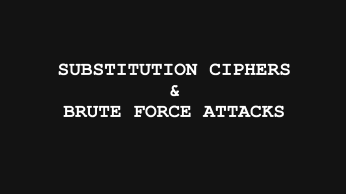 SUBSTITUTION CIPHERS
&
BRUTE FORCE ATTACKS